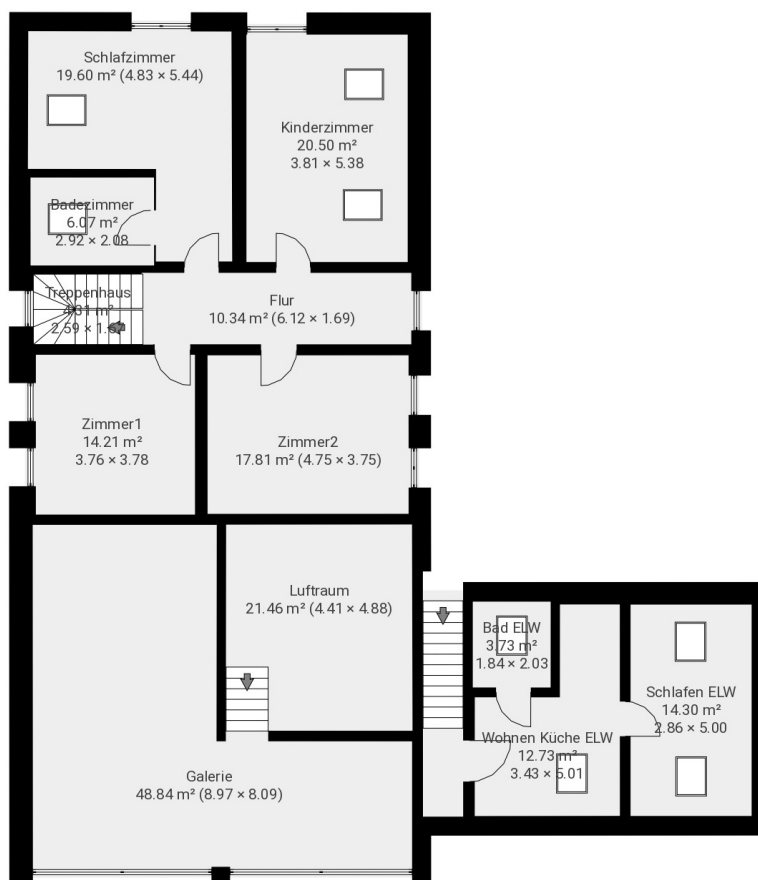 Schlafzimmer
19.60 m² (4.83 × 5.44)
Kinderzimmer
20.50 m²
3.81 × 5.38
Badezimmer
6.07 m²
2.92 × 2.08
Treppenhaus
4.31 m²
Flur
10.34 m² (6.12 × 1.69)
Zimmer1
14.21 m²
3.76 × 3.78
Zimmer2
17.81 m² (4.75 × 3.75)
Luftraum
21.46 m² (4.41 × 4.88)
Bad ELW
3.73 m²
1.84 × 2.03
Schlafen ELW
14.30 m²
2.86 × 5.00
Wohnen Küche ELW
12.73 m²
3.43 × 5.01
Galerie
48.84 m² (8.97 × 8.09)